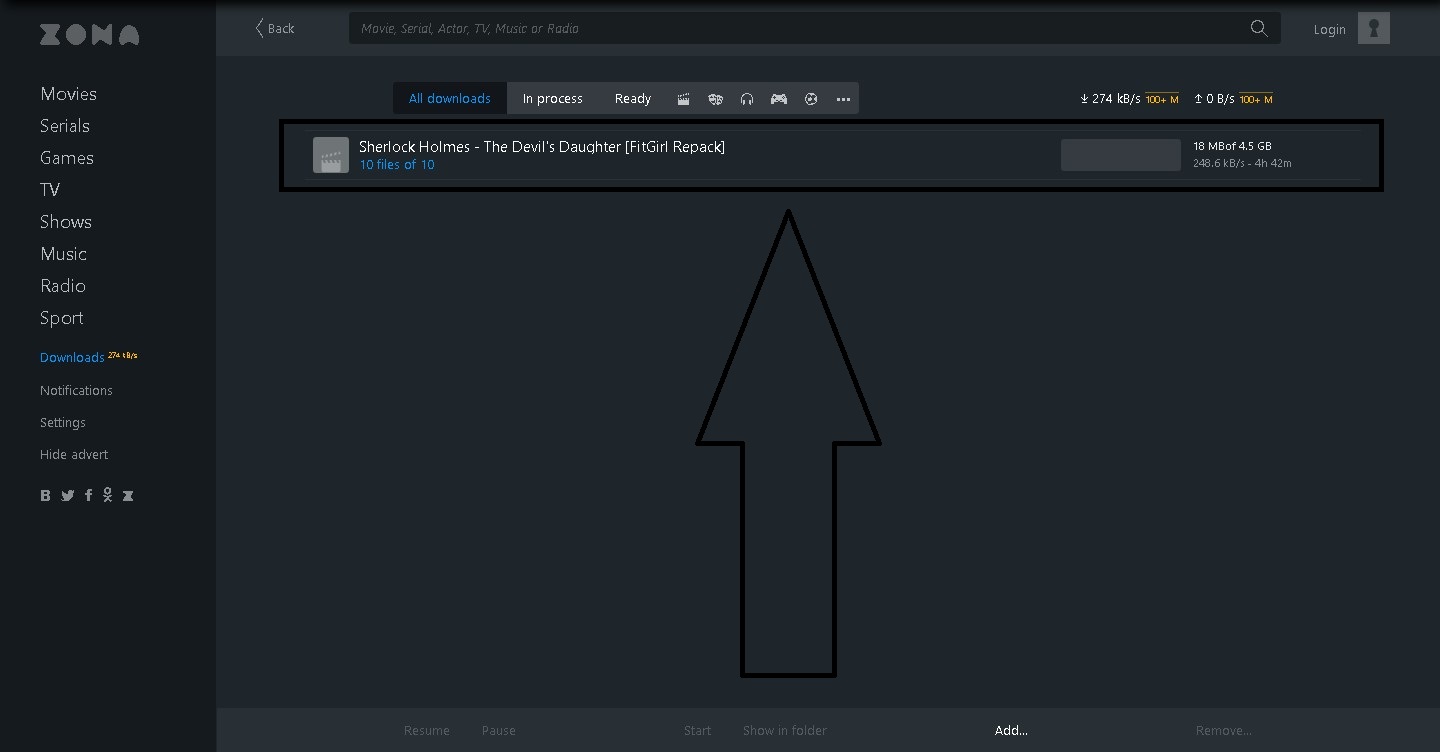 ZONA
Back
Movie, Serial, Actor, TV, Music or Radio
Login
Movies
Serials
Games
TV
Shows
Music
Radio
Sport
Downloads 274 kB/s
Notifications
Settings
Hide advert
All downloads In process Ready
274 kB/s 100+ M 0 B/s 100+ M
Sherlock Holmes - The Devil's Daughter [FitGirl Repack]
10 files of 10
18 MBof 4.5 GB
248.6 kB/s - 4h 42m
Resume Pause Start Show in folder Add... Remove...